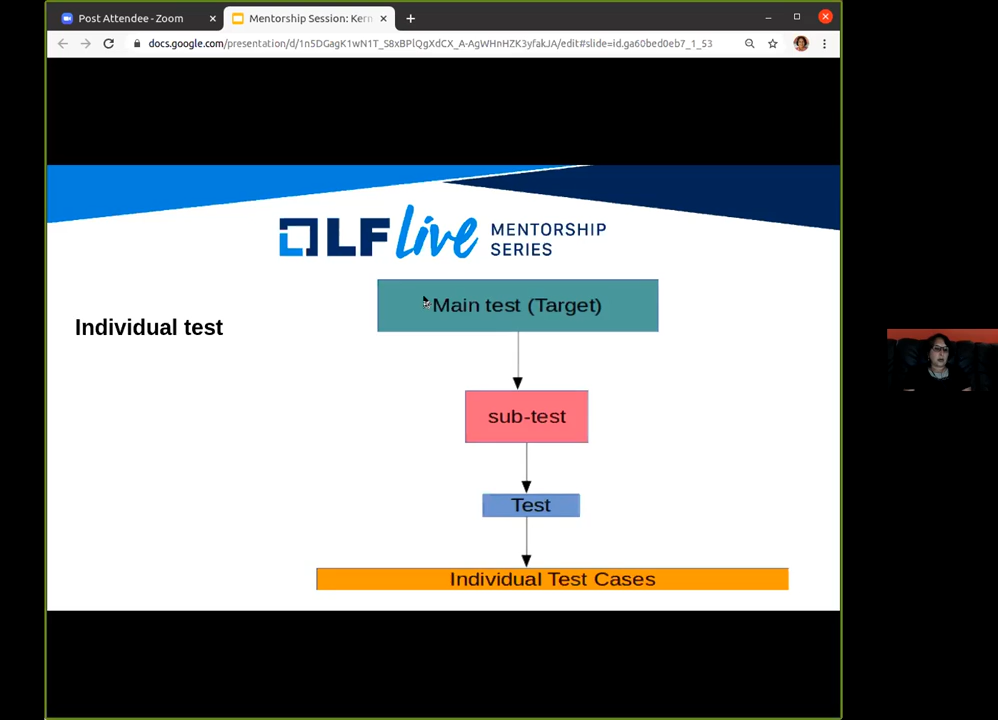 Post Attendee - Zoom
Mentorship Session: Kern
docs.google.com/presentation/d/1n5DGagK1wN1T_S8xBPlQgXdCX_A-AgWHnHZK3yfakJA/edit#slide=id.ga60bed0eb7_1_53
LF Live MENTORSHIP
SERIES
Main test (Target)
Individual test
sub-test
Test
Individual Test Cases